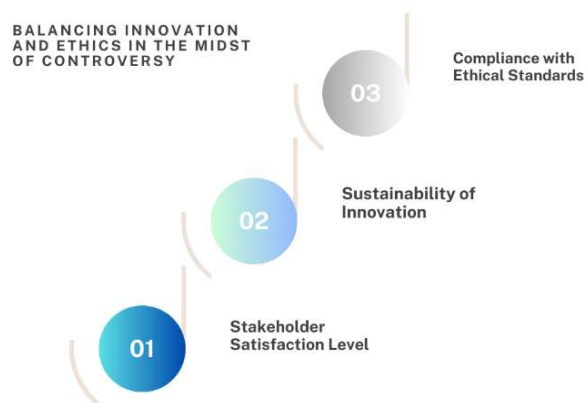 BALANCING INNOVATION
AND ETHICS IN THE MIDST
OF CONTROVERSY
03
Compliance with
Ethical Standards
02
Sustainability of
Innovation
01
Stakeholder
Satisfaction Level